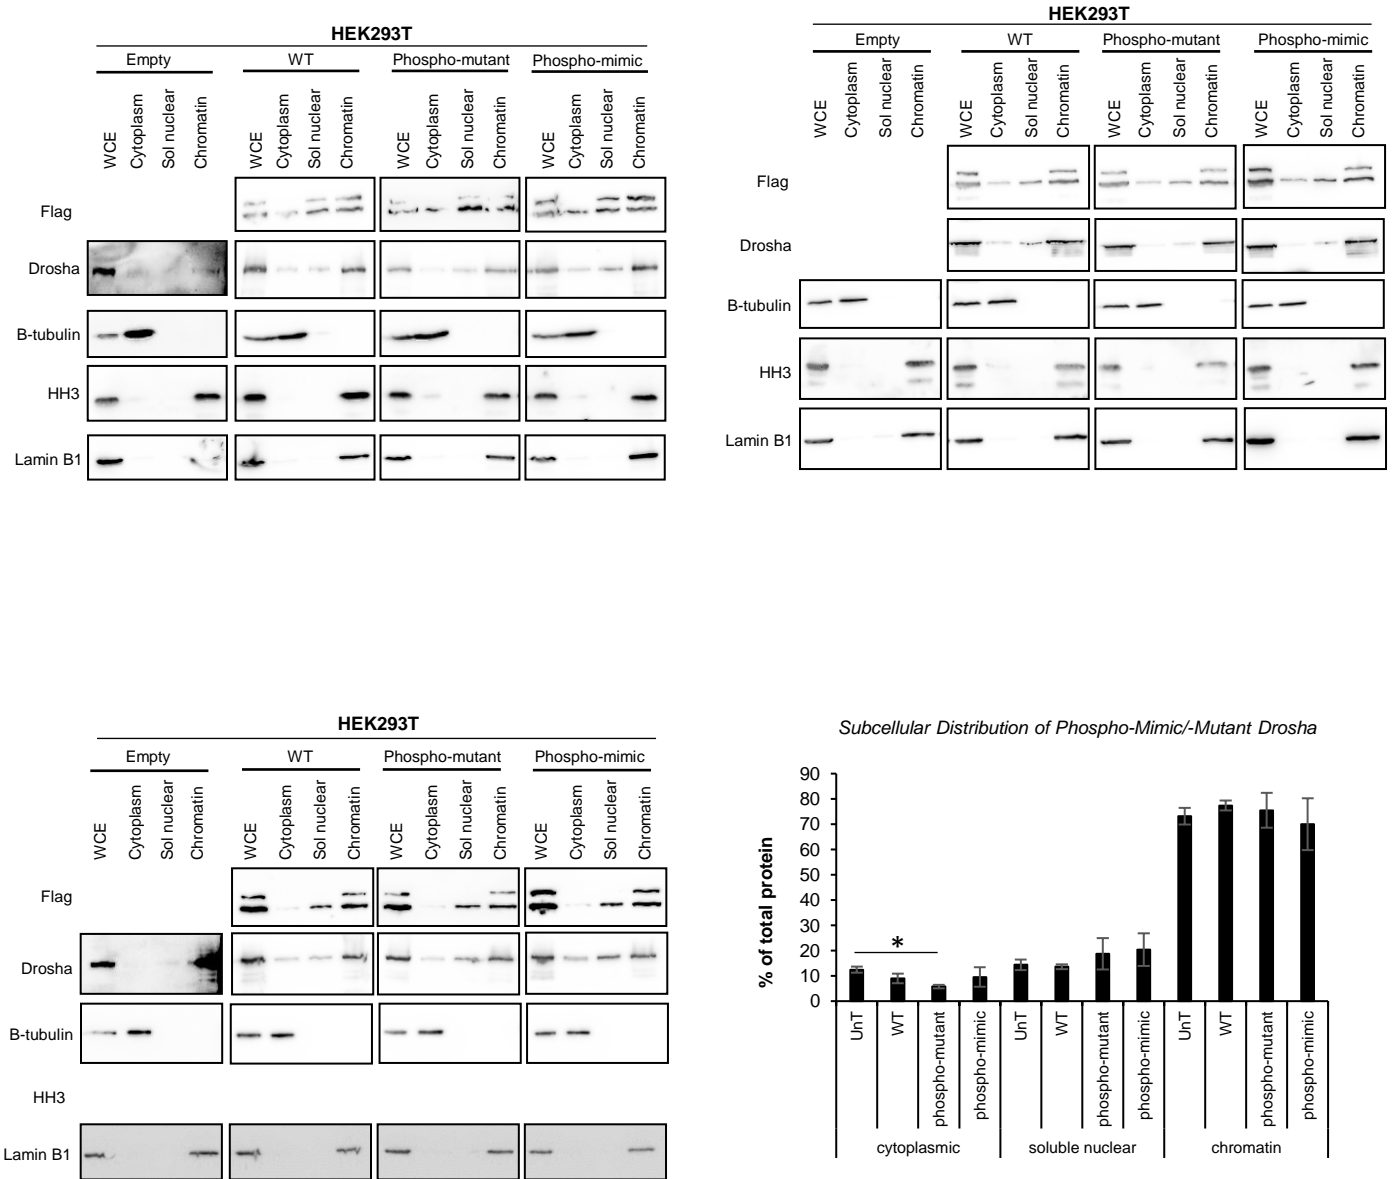 HEK293T
Empty WT Phospho-mutant Phospho-mimic
WCE Cytoplasm Sol nuclear Chromatin WCE Cytoplasm Sol nuclear Chromatin WCE Cytoplasm Sol nuclear Chromatin WCE Cytoplasm Sol nuclear Chromatin
Flag
Drosha
B-tubulin
HH3
Lamin B1
HEK293T
Empty WT Phospho-mutant Phospho-mimic
WCE Cytoplasm Sol nuclear Chromatin WCE Cytoplasm Sol nuclear Chromatin WCE Cytoplasm Sol nuclear Chromatin WCE Cytoplasm Sol nuclear Chromatin
Flag
Drosha
B-tubulin
HH3
Lamin B1
HEK293T
Empty WT Phospho-mutant Phospho-mimic
WCE Cytoplasm Sol nuclear Chromatin WCE Cytoplasm Sol nuclear Chromatin WCE Cytoplasm Sol nuclear Chromatin WCE Cytoplasm Sol nuclear Chromatin
Flag
Drosha
B-tubulin
HH3
Lamin B1
Subcellular Distribution of Phospho-Mimic/-Mutant Drosha
% of total protein
90
80
70
60
50
40
30
20
10
0
*
UnT WT phospho-mutant phospho-mimic UnT WT phospho-mutant phospho-mimic UnT WT phospho-mutant phospho-mimic
cytoplasmic soluble nuclear chromatin